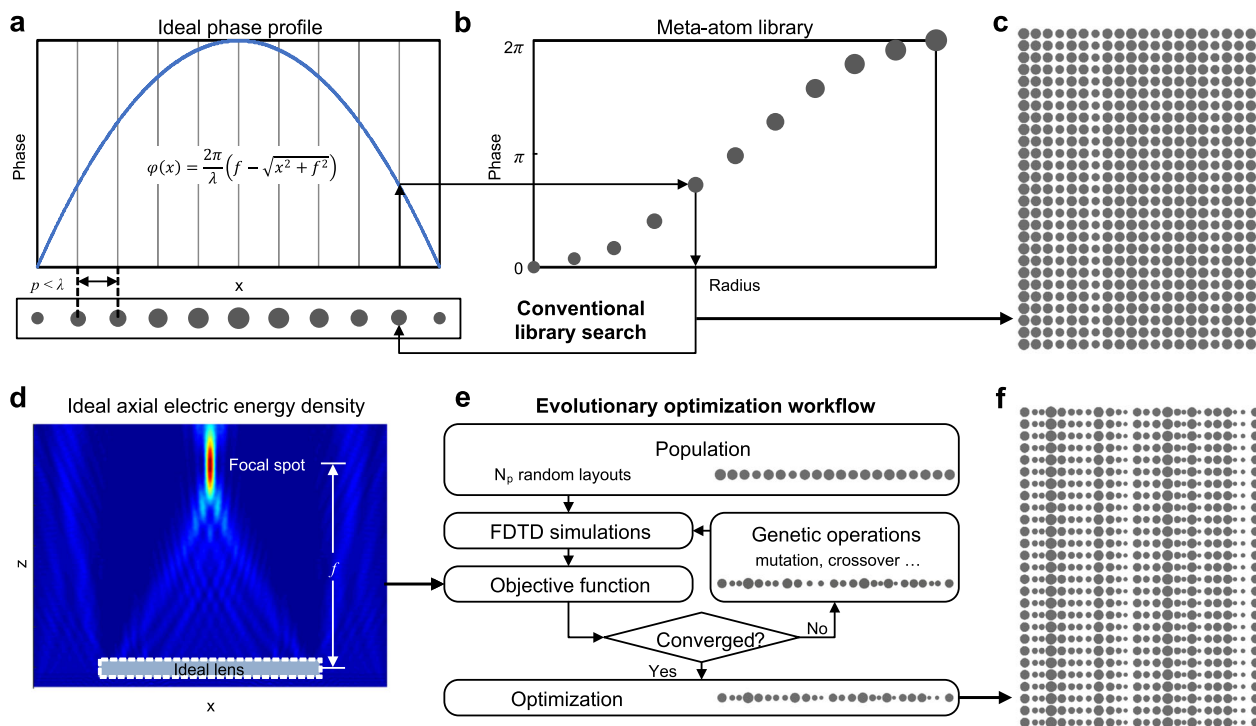 a
Ideal phase profile
Phase
φ(x) = 2π/λ (f − √(x² + f²))
p < λ
x
b
Meta-atom library
2π
π
0
Phase
Radius
Conventional
library search
c
d
Ideal axial electric energy density
Focal spot
f
z
Ideal lens
x
e
Evolutionary optimization workflow
Population
Nₚ random layouts
FDTD simulations
Genetic operations
mutation, crossover …
Objective function
Converged?
No
Yes
Optimization
f